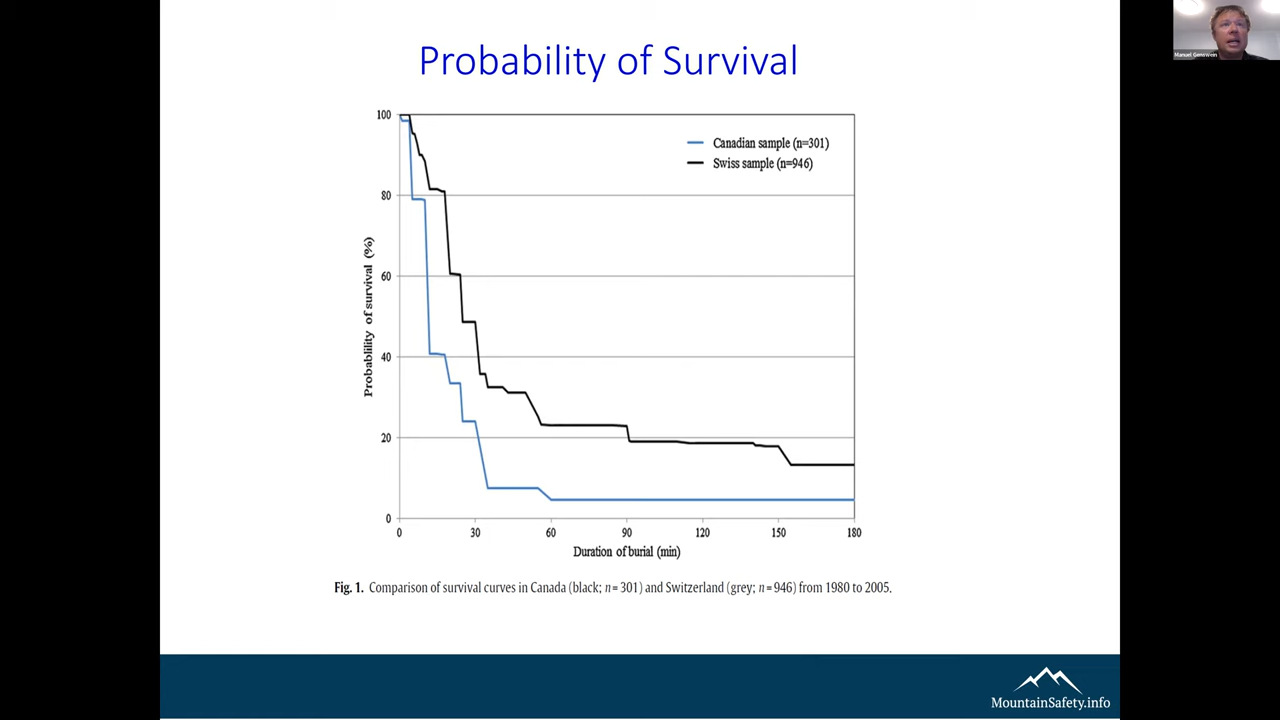 Probability of Survival
Manuel Genswein
100
80
60
40
20
0
Probability of survival (%)
Canadian sample (n=301)
Swiss sample (n=946)
0 30 60 90 120 150 180
Duration of burial (min)
Fig. 1. Comparison of survival curves in Canada (black; n = 301) and Switzerland (grey; n = 946) from 1980 to 2005.
MountainSafety.info